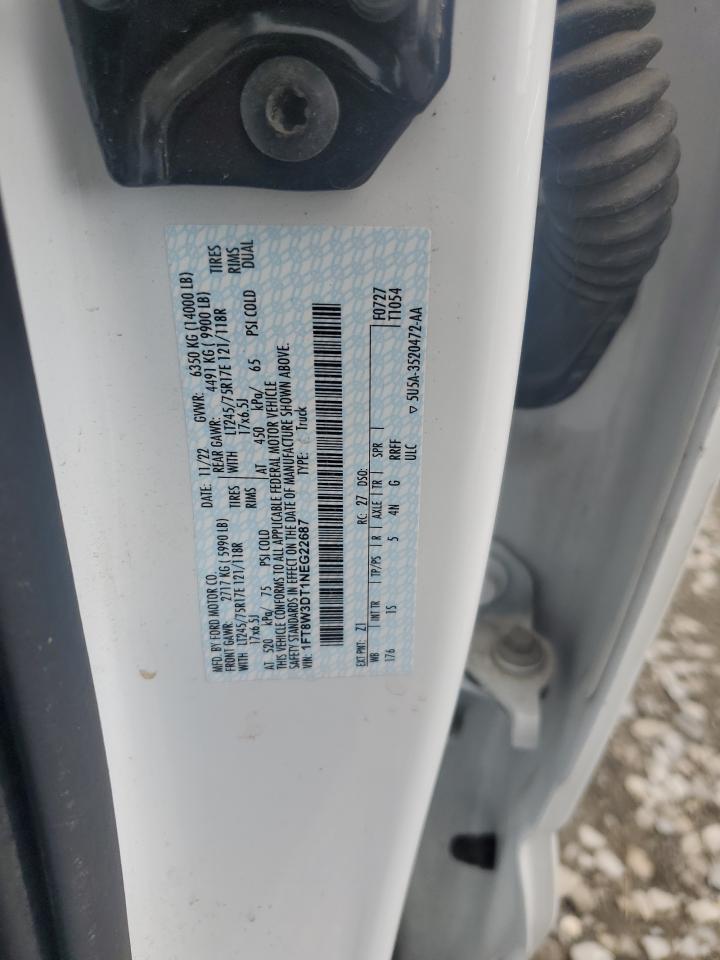 MFD. BY FORD MOTOR CO. DATE: 11/22 GVWR: 6350 KG (14000 LB)
FRONT GAWR: 2717 KG (5990 LB) REAR GAWR: 4491 KG (9900 LB)
WITH LT245/75R17E 121/118R TIRES WITH LT245/75R17E 121/118R TIRES
17x6.5J RIMS 17x6.5J RIMS
AT 520 kPa/ 75 PSI COLD AT 450 kPa/ 65 PSI COLD DUAL
THIS VEHICLE CONFORMS TO ALL APPLICABLE FEDERAL MOTOR VEHICLE
SAFETY STANDARDS IN EFFECT ON THE DATE OF MANUFACTURE SHOWN ABOVE.
VIN: 1FT8W3DT1NEG22687 TYPE: Truck
F0727
T1054
EXT PNT: Z1 RC: 27 DSO:
WB INT TR TP/PS R AXLE TR SPR
176 15 5 4N G RRFF
ULC
▽ 5U5A-3520472-AA